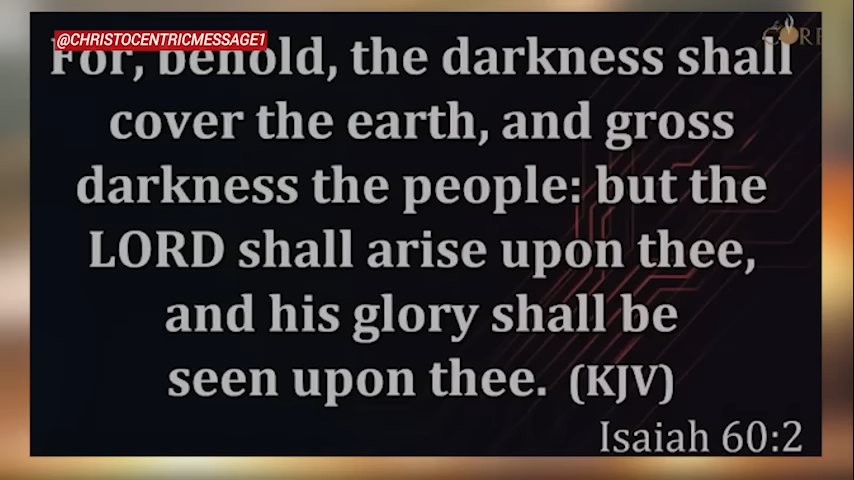 @CHRISTOCENTRICMESSAGE1
For, behold, the darkness shall
cover the earth, and gross
darkness the people: but the
LORD shall arise upon thee,
and his glory shall be
seen upon thee. (KJV)
Isaiah 60:2